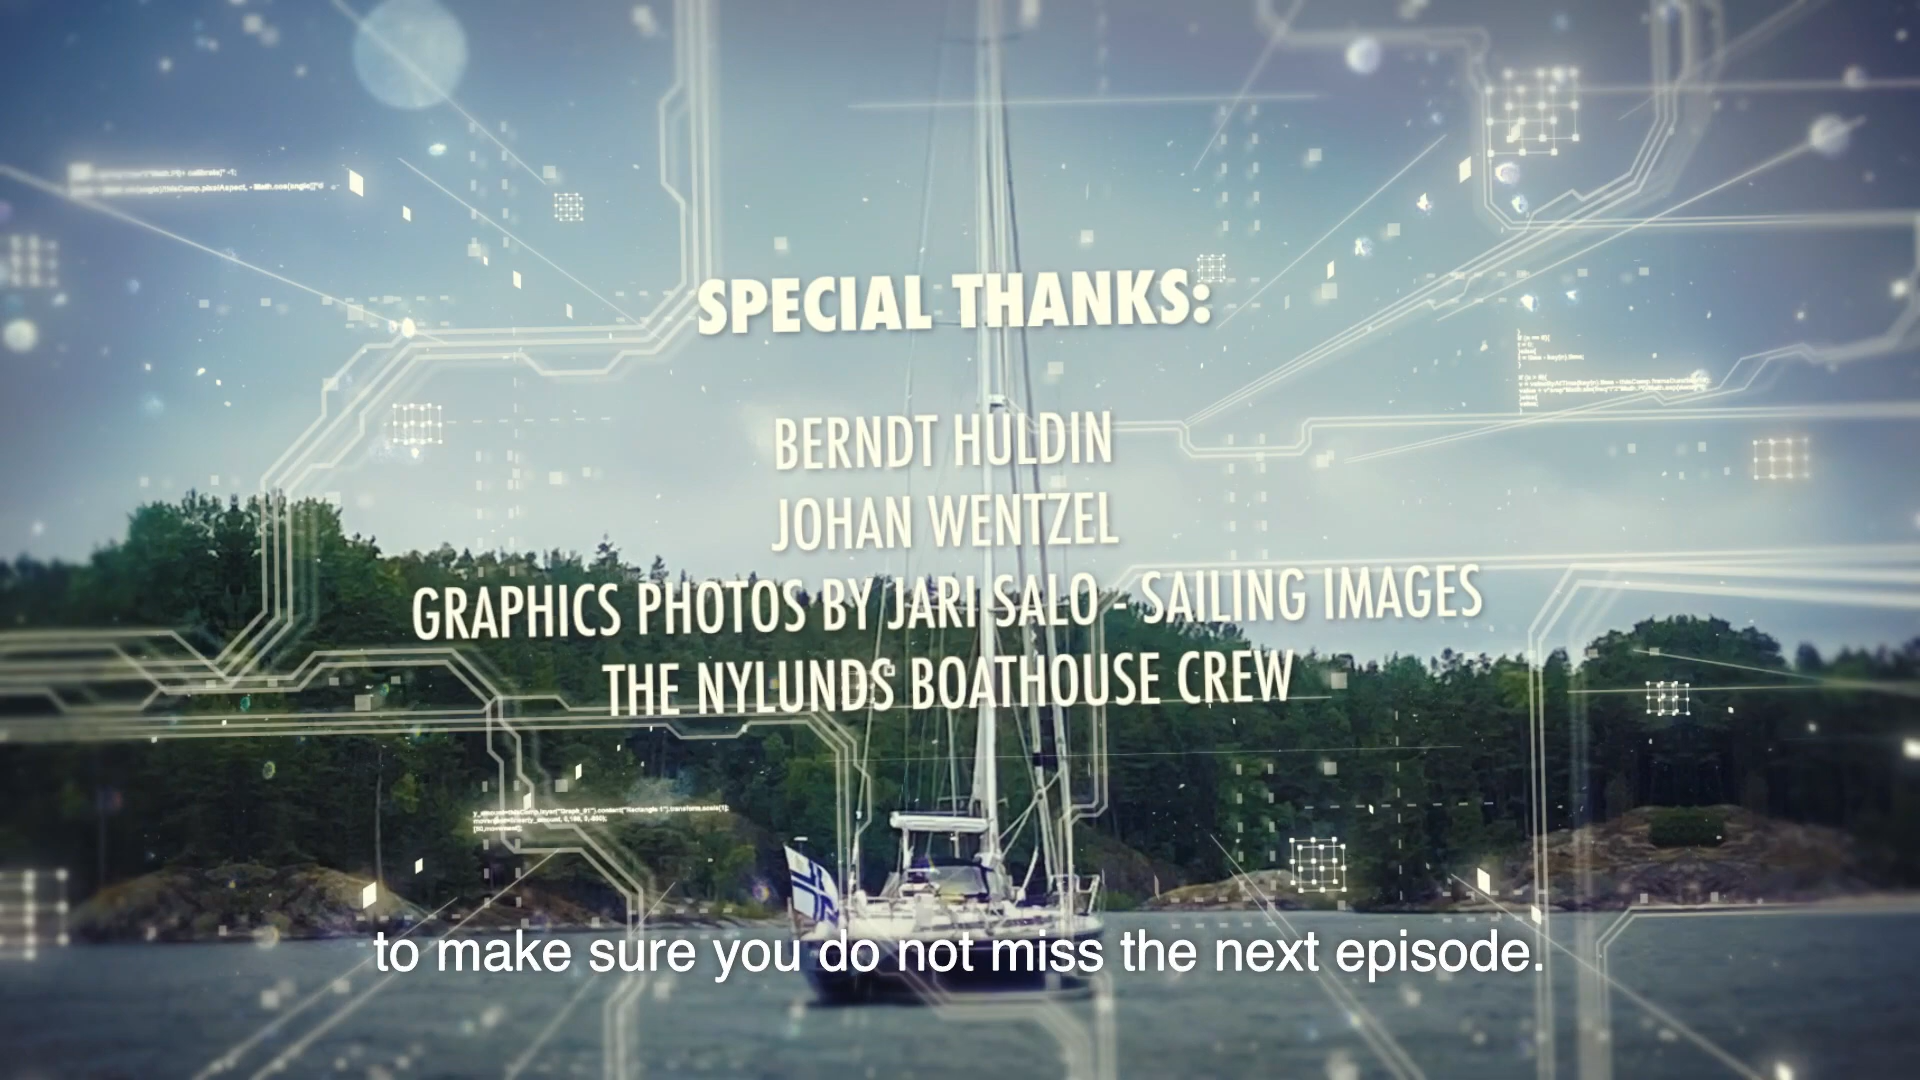 SPECIAL THANKS:
BERNDT HULDIN
JOHAN WENTZEL
GRAPHICS PHOTOS BY JARI SALO - SAILING IMAGES
THE NYLUNDS BOATHOUSE CREW
to make sure you do not miss the next episode.